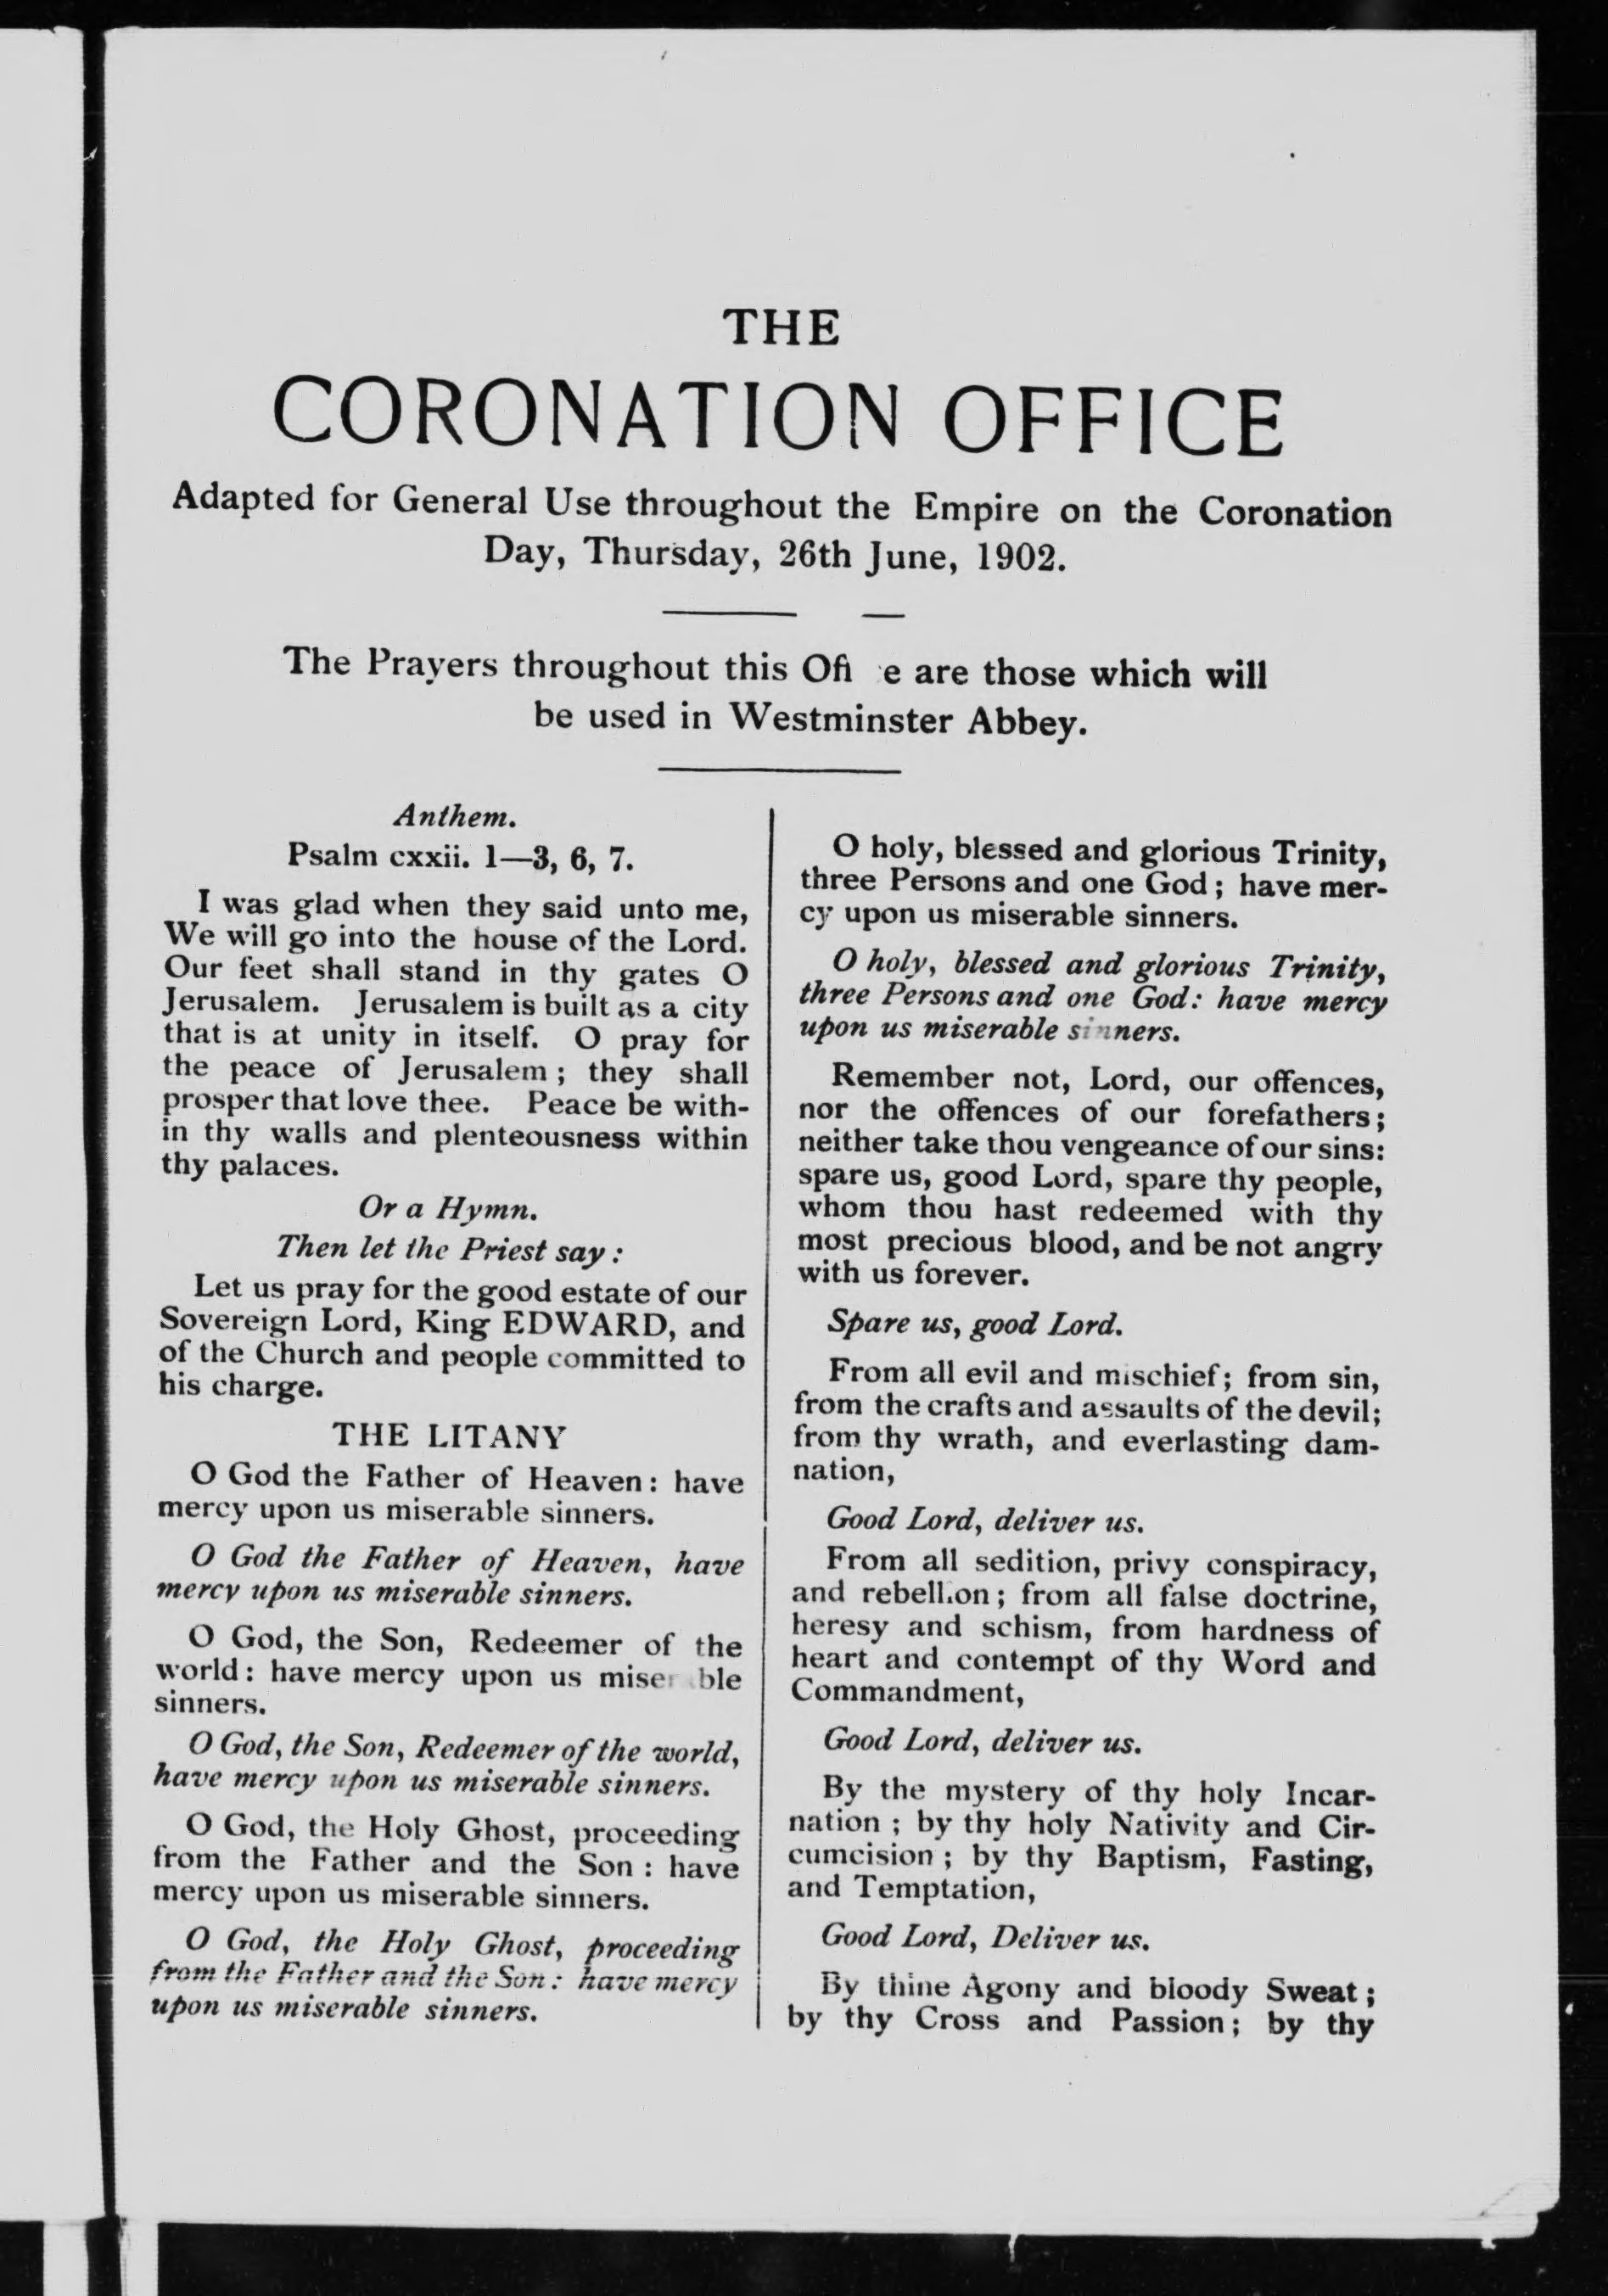 THE
CORONATION OFFICE
Adapted for General Use throughout the Empire on the Coronation
Day, Thursday, 26th June, 1902.
The Prayers throughout this Ofi e are those which will
be used in Westminster Abbey.
Anthem.
Psalm cxxii. 1—3, 6, 7.
I was glad when they said unto me,
We will go into the house of the Lord.
Our feet shall stand in thy gates O
Jerusalem. Jerusalem is built as a city
that is at unity in itself. O pray for
the peace of Jerusalem; they shall
prosper that love thee. Peace be with-
in thy walls and plenteousness within
thy palaces.
Or a Hymn.
Then let the Priest say:
Let us pray for the good estate of our
Sovereign Lord, King EDWARD, and
of the Church and people committed to
his charge.
THE LITANY
O God the Father of Heaven: have
mercy upon us miserable sinners.
O God the Father of Heaven, have
mercy upon us miserable sinners.
O God, the Son, Redeemer of the
world: have mercy upon us miserable
sinners.
O God, the Son, Redeemer of the world,
have mercy upon us miserable sinners.
O God, the Holy Ghost, proceeding
from the Father and the Son: have
mercy upon us miserable sinners.
O God, the Holy Ghost, proceeding
from the Father and the Son: have mercy
upon us miserable sinners.
O holy, blessed and glorious Trinity,
three Persons and one God; have mer-
cy upon us miserable sinners.
O holy, blessed and glorious Trinity,
three Persons and one God: have mercy
upon us miserable sinners.
Remember not, Lord, our offences,
nor the offences of our forefathers;
neither take thou vengeance of our sins:
spare us, good Lord, spare thy people,
whom thou hast redeemed with thy
most precious blood, and be not angry
with us forever.
Spare us, good Lord.
From all evil and mischief; from sin,
from the crafts and assaults of the devil;
from thy wrath, and everlasting dam-
nation,
Good Lord, deliver us.
From all sedition, privy conspiracy,
and rebellion; from all false doctrine,
heresy and schism, from hardness of
heart and contempt of thy Word and
Commandment,
Good Lord, deliver us.
By the mystery of thy holy Incar-
nation; by thy holy Nativity and Cir-
cumcision; by thy Baptism, Fasting,
and Temptation,
Good Lord, Deliver us.
By thine Agony and bloody Sweat;
by thy Cross and Passion; by thy